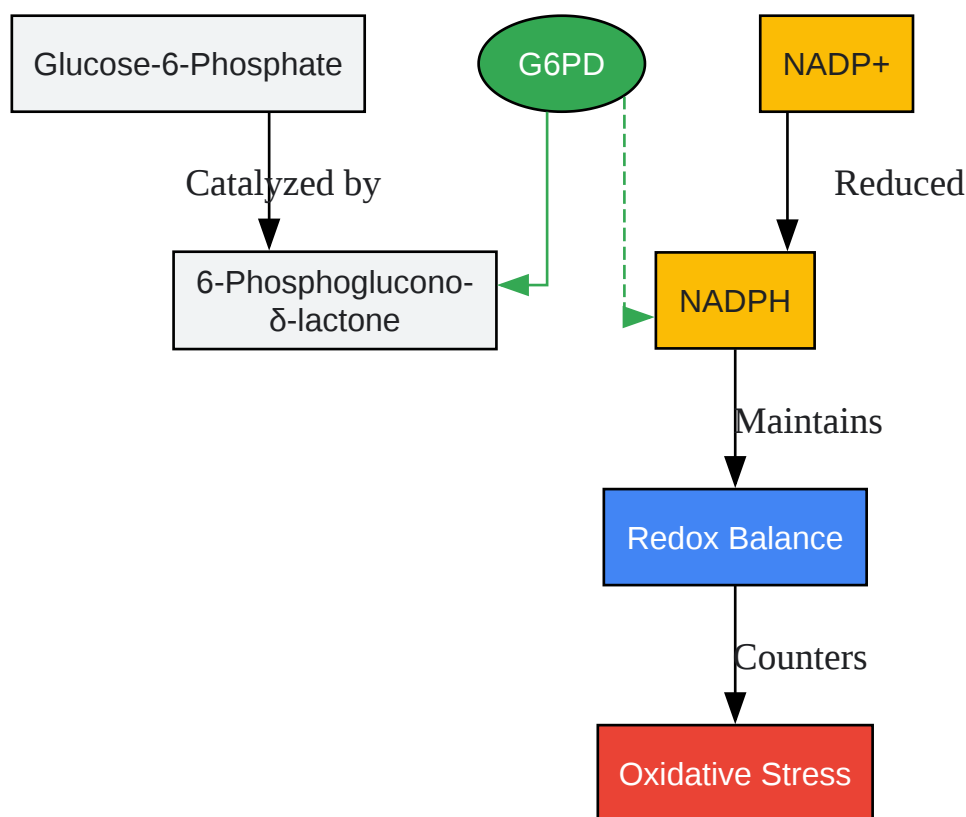 Glucose-6-Phosphate
G6PD
NADP+
Catalyzed by
Reduced
6-Phosphoglucono-
δ-lactone
NADPH
Maintains
Redox Balance
Counters
Oxidative Stress